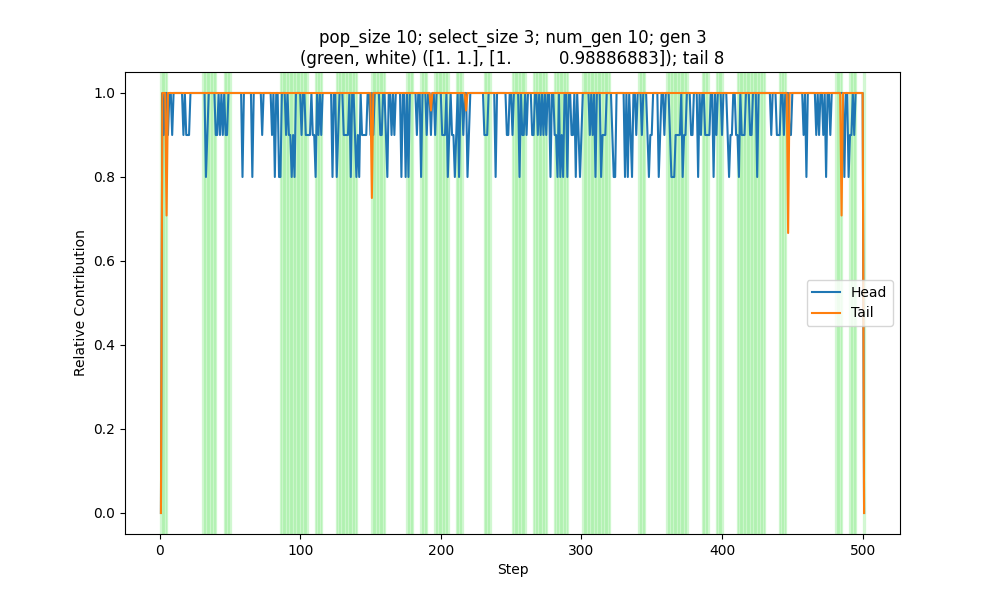 pop_size 10; select_size 3; num_gen 10; gen 3
(green, white) ([1. 1.], [1.          0.98886883]); tail 8
1.0
0.8
0.6
0.4
0.2
0.0
Relative Contribution
Head
Tail
0
100
200
300
400
500
Step